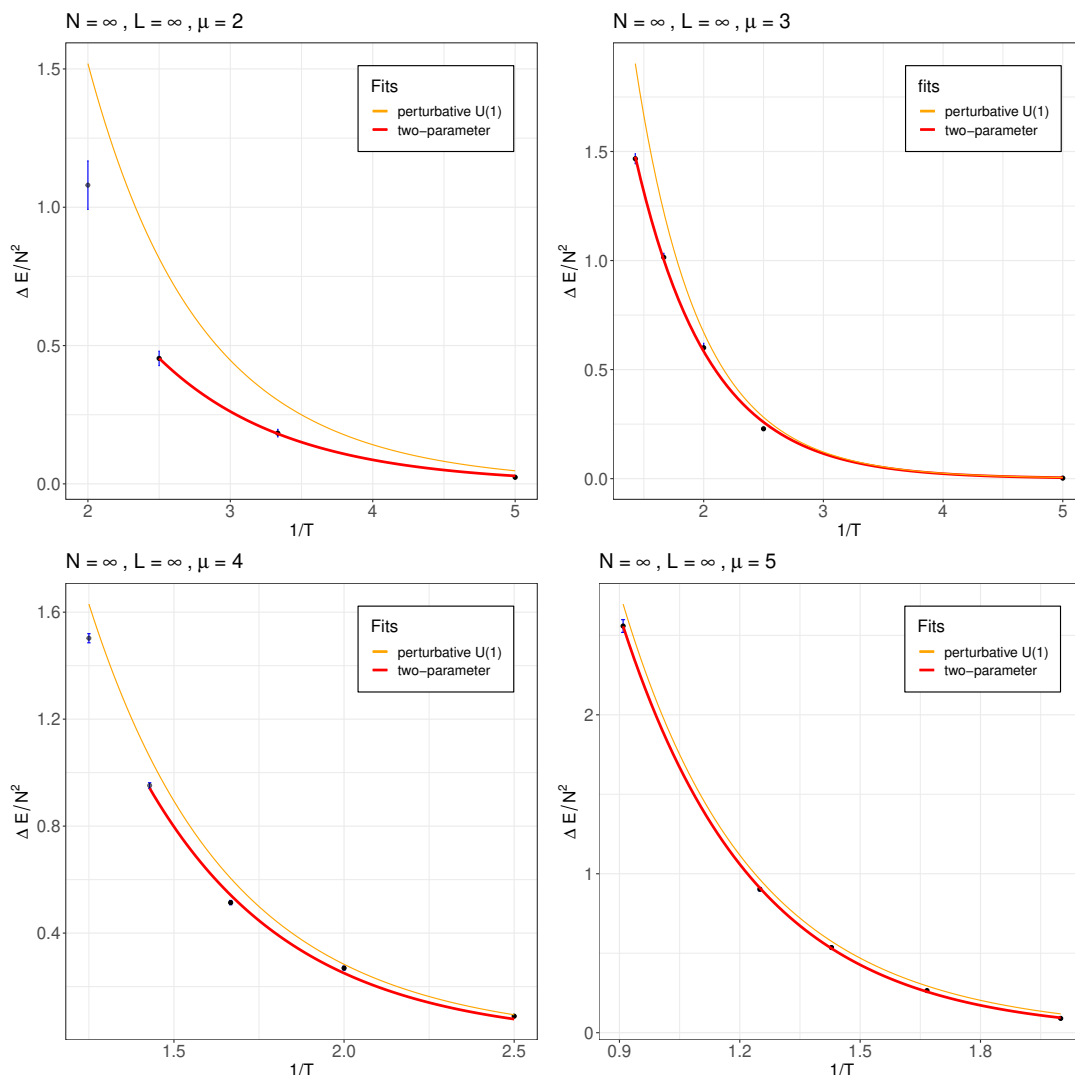 N = ∞ , L = ∞ , μ = 2
1.5
1.0
0.5
0.0
Δ E/N²
2
3
4
5
1/T
Fits
perturbative U(1)
two−parameter
N = ∞ , L = ∞ , μ = 3
1.5
1.0
0.5
0.0
Δ E/N²
2
3
4
5
1/T
fits
perturbative U(1)
two−parameter
N = ∞ , L = ∞ , μ = 4
1.6
1.2
0.8
0.4
Δ E/N²
1.5
2.0
2.5
1/T
Fits
perturbative U(1)
two−parameter
N = ∞ , L = ∞ , μ = 5
2
1
0
Δ E/N²
0.9
1.2
1.5
1.8
1/T
Fits
perturbative U(1)
two−parameter